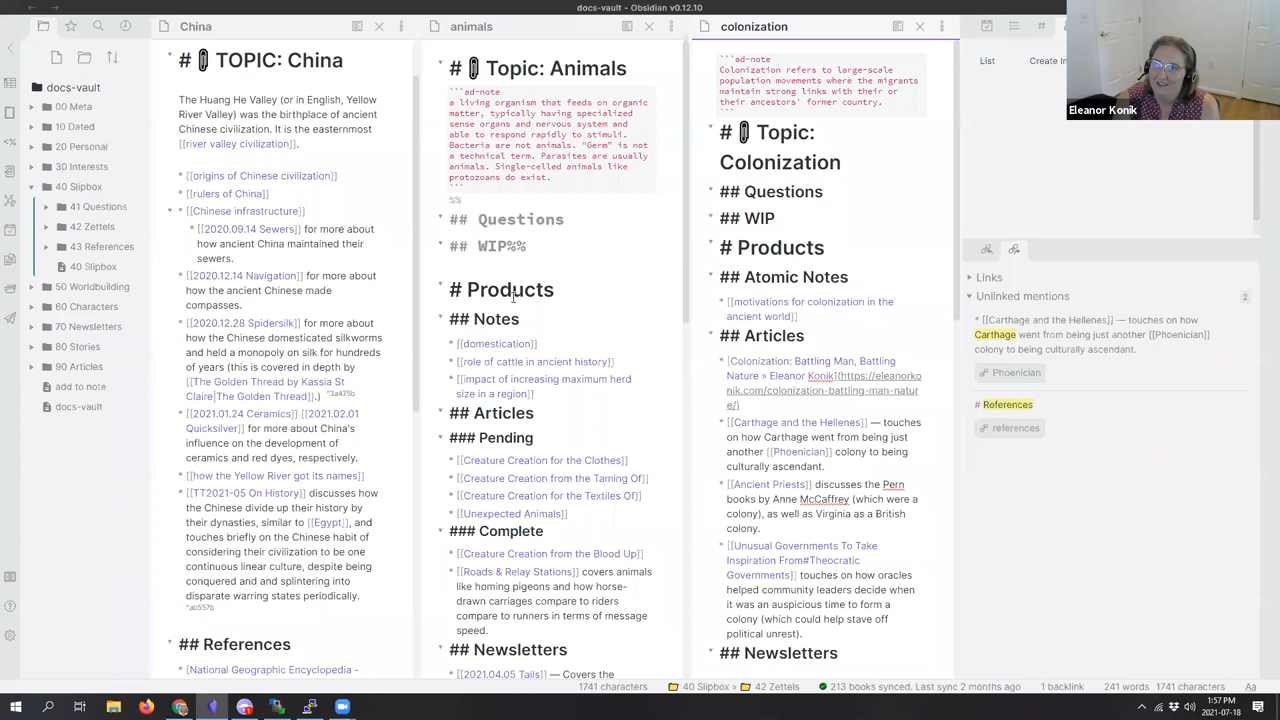 docs-vault - Obsidian v0.12.10
China
animals
colonization
docs-vault
00 Meta
10 Dated
20 Personal
30 Interests
40 Slipbox
41 Questions
42 Zettels
43 References
40 Slipbox
50 Worldbuilding
60 Characters
70 Newsletters
80 Stories
90 Articles
add to note
docs-vault
# TOPIC: China
The Huang He Valley (or in English, Yellow
River Valley) was the birthplace of ancient
Chinese civilization. It is the easternmost
[[river valley civilization]].
* [[origins of Chinese civilization]]
* [[rulers of China]]
* [[Chinese infrastructure]]
* [[2020.09.14 Sewers]] for more about
how ancient China maintained their
sewers.
* [[2020.12.14 Navigation]] for more about
how the ancient Chinese made
compasses.
* [[2020.12.28 Spidersilk]] for more about
how the Chinese domesticated silkworms
and held a monopoly on silk for hundreds
of years (this is covered in depth by
[[The Golden Thread by Kassia St
Claire|The Golden Thread]].) ^3a475b
* [[2021.01.24 Ceramics]] [[2021.02.01
Quicksilver]] for more about China's
influence on the development of
ceramics and red dyes, respectively.
* [[how the Yellow River got its names]]
* [[TT2021-05 On History]] discusses how
the Chinese divide up their history by
their dynasties, similar to [[Egypt]], and
touches briefly on the Chinese habit of
considering their civilization to be one
continuous linear culture, despite being
conquered and and splintering into
disparate warring states periodically.
^ab557b
## References
* [National Geographic Encyclopedia -
# Topic: Animals
```ad-note
a living organism that feeds on organic
matter, typically having specialized
sense organs and nervous system and
able to respond rapidly to stimuli.
Bacteria are not animals. "Germ" is not
a technical term. Parasites are usually
animals. Single-celled animals like
protozoans do exist.
```
%%
## Questions
## WIP%%
# Products
## Notes
* [[domestication]]
* [[role of cattle in ancient history]]
* [[impact of increasing maximum herd
size in a region]]
## Articles
### Pending
* [[Creature Creation for the Clothes]]
* [[Creature Creation from the Taming Of]]
* [[Creature Creation for the Textiles Of]]
* [[Unexpected Animals]]
### Complete
* [[Creature Creation from the Blood Up]]
* [[Roads & Relay Stations]] covers animals
like homing pigeons and how horse-
drawn carriages compare to riders
compare to runners in terms of message
speed.
## Newsletters
* [[2021.04.05 Tails]] — Covers the
```ad-note
Colonization refers to large-scale
population movements where the migrants
maintain strong links with their or
their ancestors' former country.
```
# Topic:
Colonization
## Questions
## WIP
# Products
## Atomic Notes
* [[motivations for colonization in the
ancient world]]
## Articles
* [Colonization: Battling Man, Battling
Nature » Eleanor Konik](https://eleanorko
nik.com/colonization-battling-man-natur
e/)
* [[Carthage and the Hellenes]] — touches
on how Carthage went from being just
another [[Phoenician]] colony to being
culturally ascendant.
* [[Ancient Priests]] discusses the Pern
books by Anne McCaffrey (which were a
colony), as well as Virginia as a British
colony.
* [[Unusual Governments To Take
Inspiration From#Theocratic
Governments]] touches on how oracles
helped community leaders decide when
it was an auspicious time to form a
colony (which could help stave off
political unrest).
## Newsletters
List
Create In
Eleanor Konik
Links
Unlinked mentions
2
* [[Carthage and the Hellenes]] — touches on how
Carthage went from being just another [[Phoenician]]
colony to being culturally ascendant.
Phoenician
# References
references
1741 characters
40 Slipbox »
42 Zettels
213 books synced. Last sync 2 months ago
1 backlink
241 words
1741 characters
Aa
1:57 PM
2021-07-18